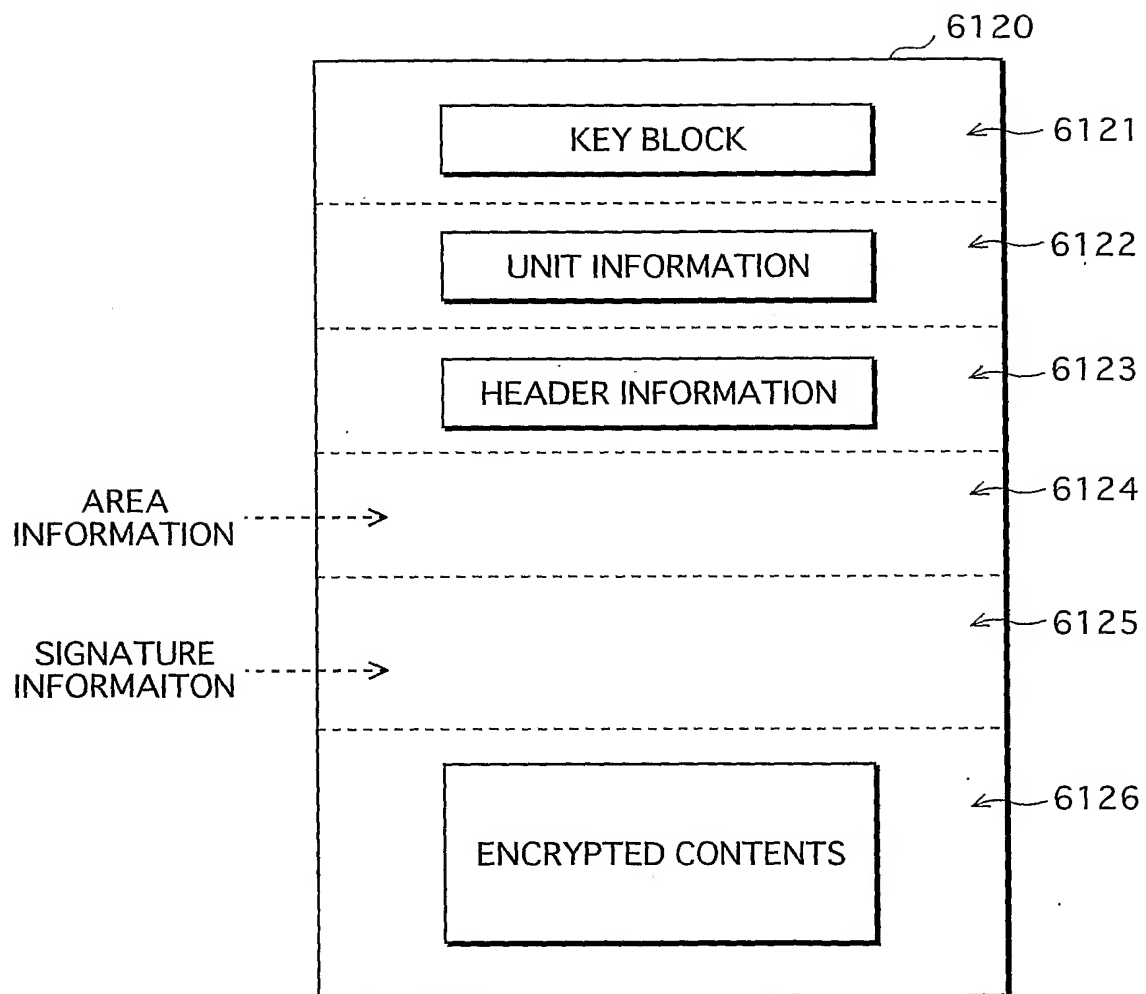 6120
KEY BLOCK
6121
UNIT INFORMATION
6122
HEADER INFORMATION
6123
AREA
INFORMATION
6124
SIGNATURE
INFORMAITON
6125
ENCRYPTED CONTENTS
6126